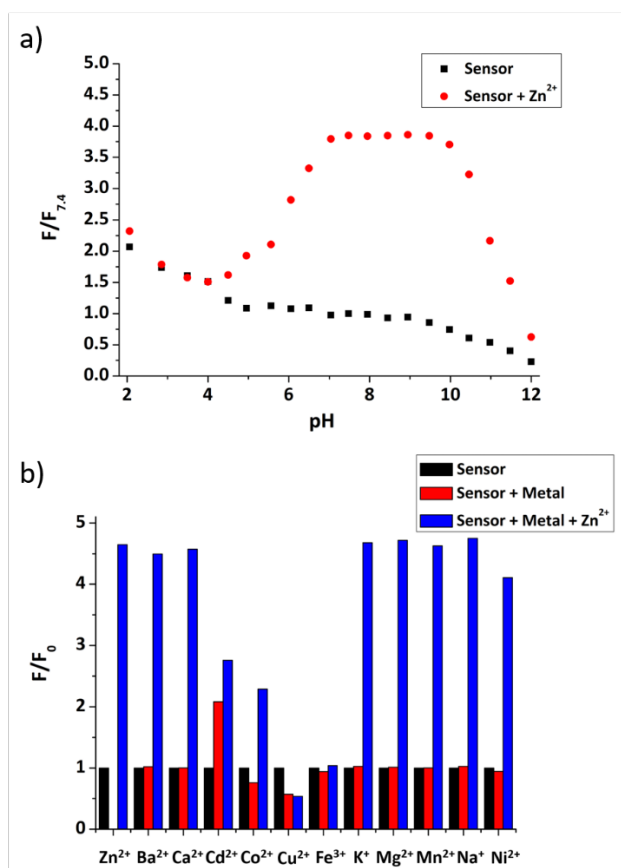 a)
Sensor
Sensor + Zn²⁺
5.0
4.5
4.0
3.5
3.0
2.5
2.0
1.5
1.0
0.5
0.0
F/F₇.₄
2 4 6 8 10 12
pH
b)
Sensor
Sensor + Metal
Sensor + Metal + Zn²⁺
5
4
3
2
1
0
F/F₀
Zn²⁺ Ba²⁺ Ca²⁺ Cd²⁺ Co²⁺ Cu²⁺ Fe³⁺ K⁺ Mg²⁺ Mn²⁺ Na⁺ Ni²⁺